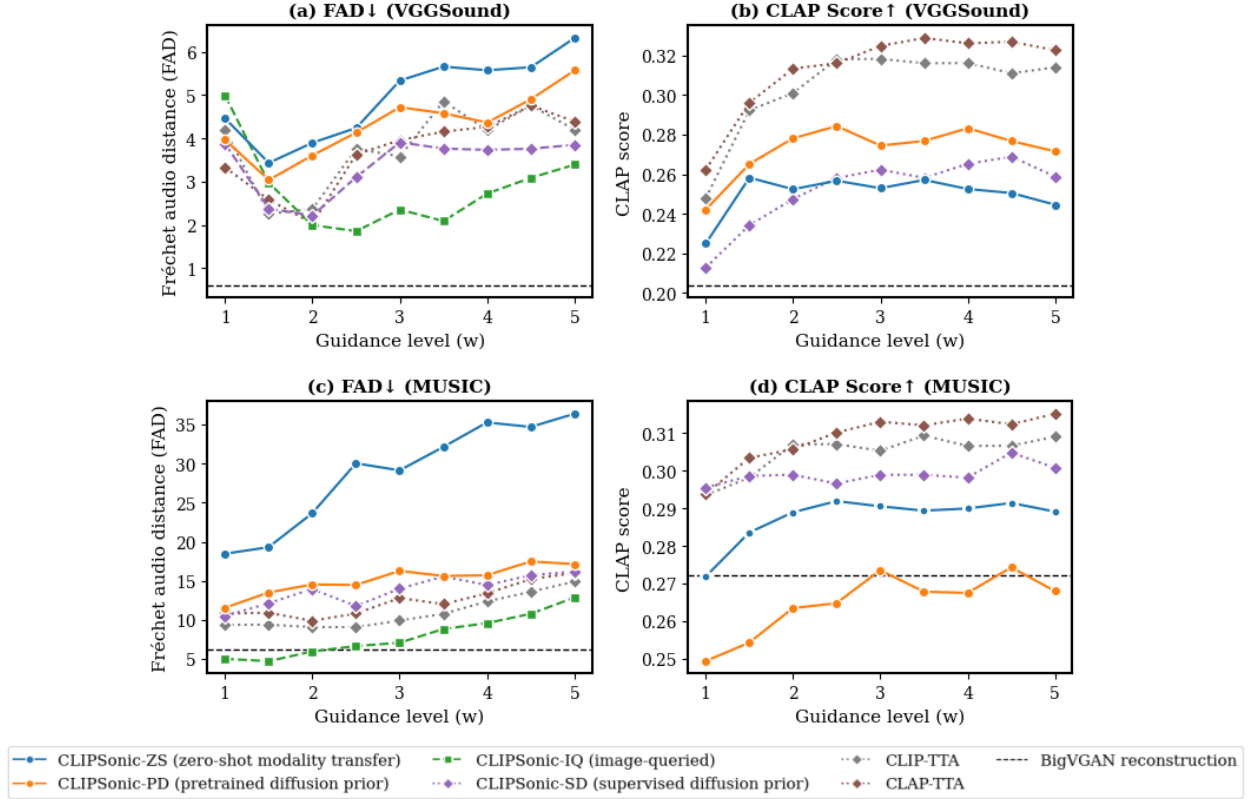 (a) FAD↓ (VGGSound)
Fréchet audio distance (FAD)
6
5
4
3
2
1
1 2 3 4 5
Guidance level (w)
(b) CLAP Score↑ (VGGSound)
CLAP score
0.32
0.30
0.28
0.26
0.24
0.22
0.20
1 2 3 4 5
Guidance level (w)
(c) FAD↓ (MUSIC)
Fréchet audio distance (FAD)
35
30
25
20
15
10
5
1 2 3 4 5
Guidance level (w)
(d) CLAP Score↑ (MUSIC)
CLAP score
0.31
0.30
0.29
0.28
0.27
0.26
0.25
1 2 3 4 5
Guidance level (w)
CLIPSonic-ZS (zero-shot modality transfer)
CLIPSonic-PD (pretrained diffusion prior)
CLIPSonic-IQ (image-queried)
CLIPSonic-SD (supervised diffusion prior)
CLIP-TTA
CLAP-TTA
BigVGAN reconstruction